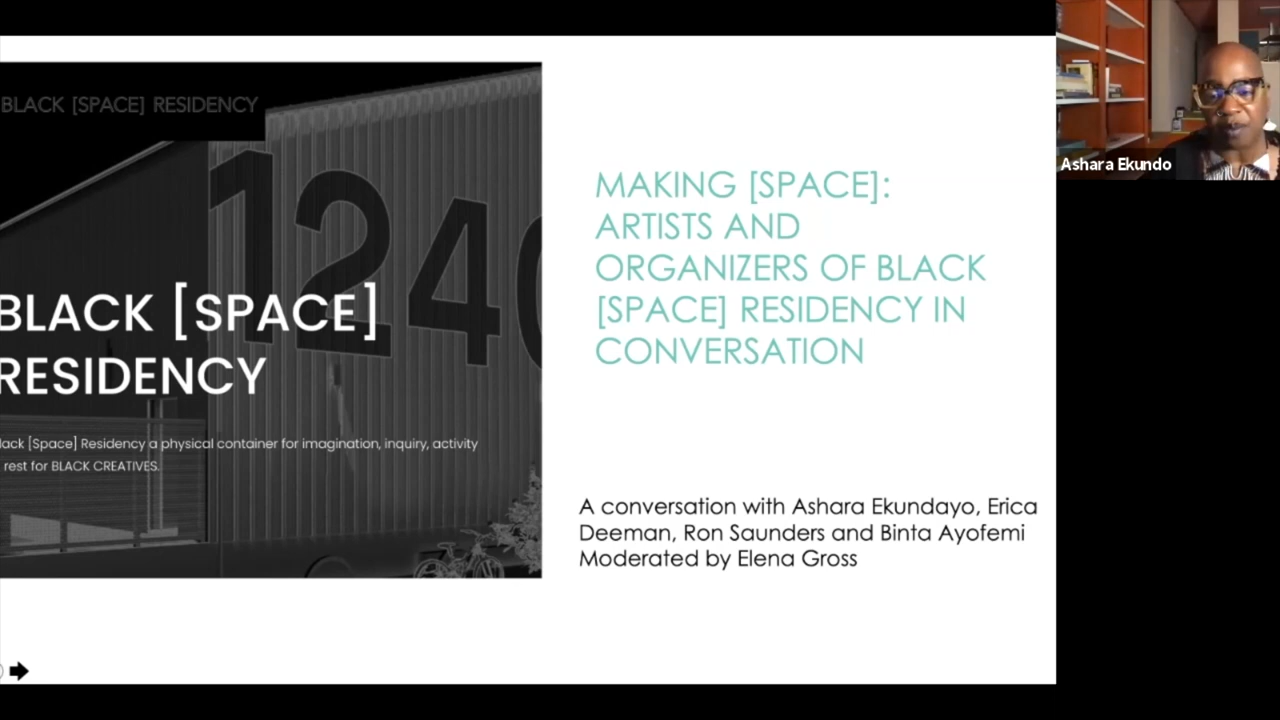 BLACK [SPACE] RESIDENCY
1240
BLACK [SPACE]
RESIDENCY
lack [Space] Residency a physical container for imagination, inquiry, activity
rest for BLACK CREATIVES.
MAKING [SPACE]:
ARTISTS AND
ORGANIZERS OF BLACK
[SPACE] RESIDENCY IN
CONVERSATION
A conversation with Ashara Ekundayo, Erica
Deeman, Ron Saunders and Binta Ayofemi
Moderated by Elena Gross
Ashara Ekundo